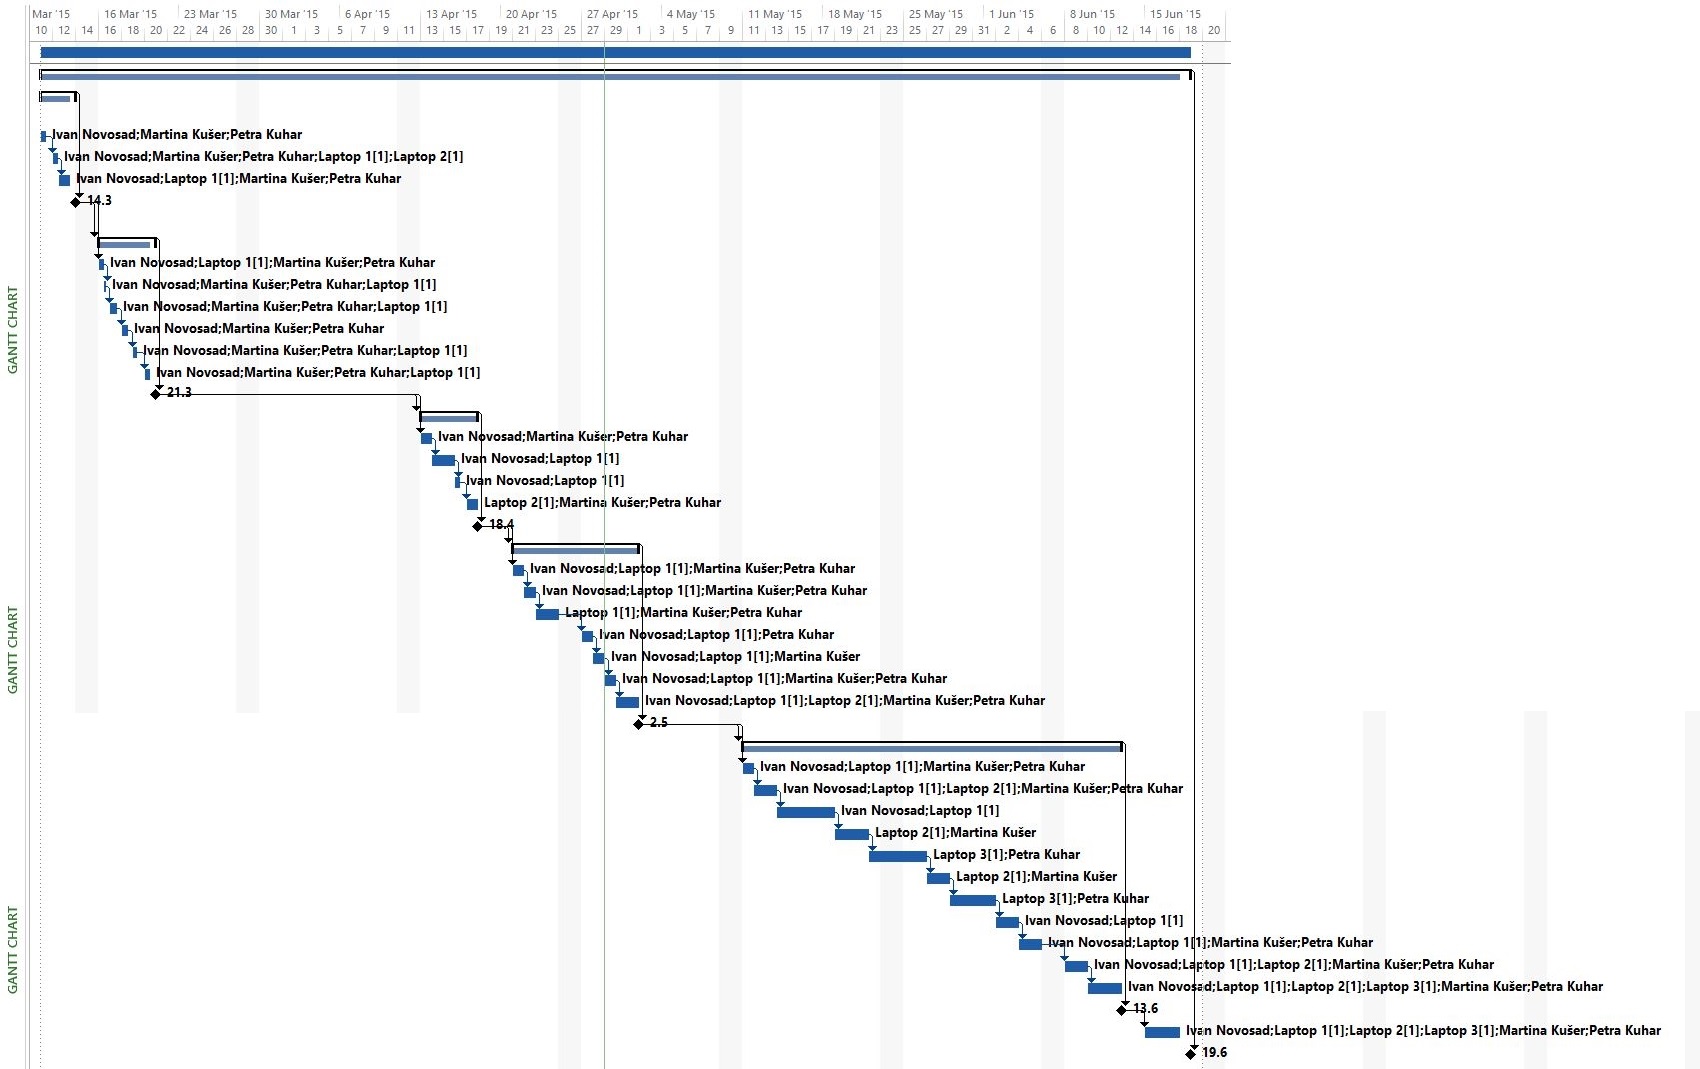 Mar '15 16 Mar '15 23 Mar '15 30 Mar '15 6 Apr '15 13 Apr '15 20 Apr '15 27 Apr '15 4 May '15 11 May '15 18 May '15 25 May '15 1 Jun '15 8 Jun '15 15 Jun '15
10 12 14 16 18 20 22 24 26 28 30 1 3 5 7 9 11 13 15 17 19 21 23 25 27 29 1 3 5 7 9 11 13 15 17 19 21 23 25 27 29 31 2 4 6 8 10 12 14 16 18 20
Ivan Novosad;Martina Kušer;Petra Kuhar
Ivan Novosad;Martina Kušer;Petra Kuhar;Laptop 1[1];Laptop 2[1]
Ivan Novosad;Laptop 1[1];Martina Kušer;Petra Kuhar
14.3
Ivan Novosad;Laptop 1[1];Martina Kušer;Petra Kuhar
Ivan Novosad;Martina Kušer;Petra Kuhar;Laptop 1[1]
Ivan Novosad;Martina Kušer;Petra Kuhar;Laptop 1[1]
GANTT CHART
Ivan Novosad;Martina Kušer;Petra Kuhar
Ivan Novosad;Martina Kušer;Petra Kuhar;Laptop 1[1]
Ivan Novosad;Martina Kušer;Petra Kuhar;Laptop 1[1]
21.3
Ivan Novosad;Martina Kušer;Petra Kuhar
Ivan Novosad;Laptop 1[1]
Ivan Novosad;Laptop 1[1]
Laptop 2[1];Martina Kušer;Petra Kuhar
18.4
Ivan Novosad;Laptop 1[1];Martina Kušer;Petra Kuhar
Ivan Novosad;Laptop 1[1];Martina Kušer;Petra Kuhar
Laptop 1[1];Martina Kušer;Petra Kuhar
Ivan Novosad;Laptop 1[1];Petra Kuhar
GANTT CHART
Ivan Novosad;Laptop 1[1];Martina Kušer
Ivan Novosad;Laptop 1[1];Martina Kušer;Petra Kuhar
Ivan Novosad;Laptop 1[1];Laptop 2[1];Martina Kušer;Petra Kuhar
2.5
Ivan Novosad;Laptop 1[1];Martina Kušer;Petra Kuhar
Ivan Novosad;Laptop 1[1];Laptop 2[1];Martina Kušer;Petra Kuhar
Ivan Novosad;Laptop 1[1]
Laptop 2[1];Martina Kušer
Laptop 3[1];Petra Kuhar
Laptop 2[1];Martina Kušer
Laptop 3[1];Petra Kuhar
Ivan Novosad;Laptop 1[1]
GANTT CHART
Ivan Novosad;Laptop 1[1];Martina Kušer;Petra Kuhar
Ivan Novosad;Laptop 1[1];Laptop 2[1];Martina Kušer;Petra Kuhar
Ivan Novosad;Laptop 1[1];Laptop 2[1];Laptop 3[1];Martina Kušer;Petra Kuhar
13.6
Ivan Novosad;Laptop 1[1];Laptop 2[1];Laptop 3[1];Martina Kušer;Petra Kuhar
19.6